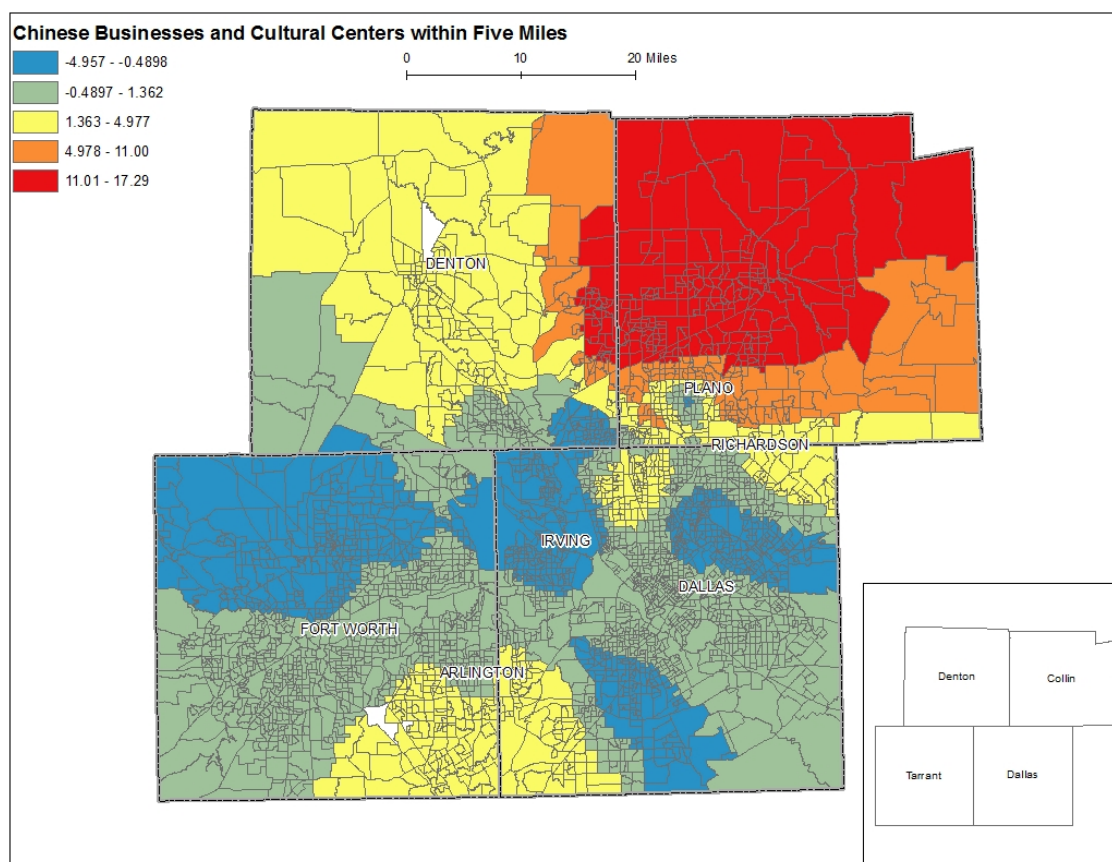 Chinese Businesses and Cultural Centers within Five Miles
-4.957 - -0.4898
-0.4897 - 1.362
1.363 - 4.977
4.978 - 11.00
11.01 - 17.29
0 10 20 Miles
DENTON
PLANO
RICHARDSON
IRVING
DALLAS
FORT WORTH
ARLINGTON
Denton
Collin
Tarrant
Dallas